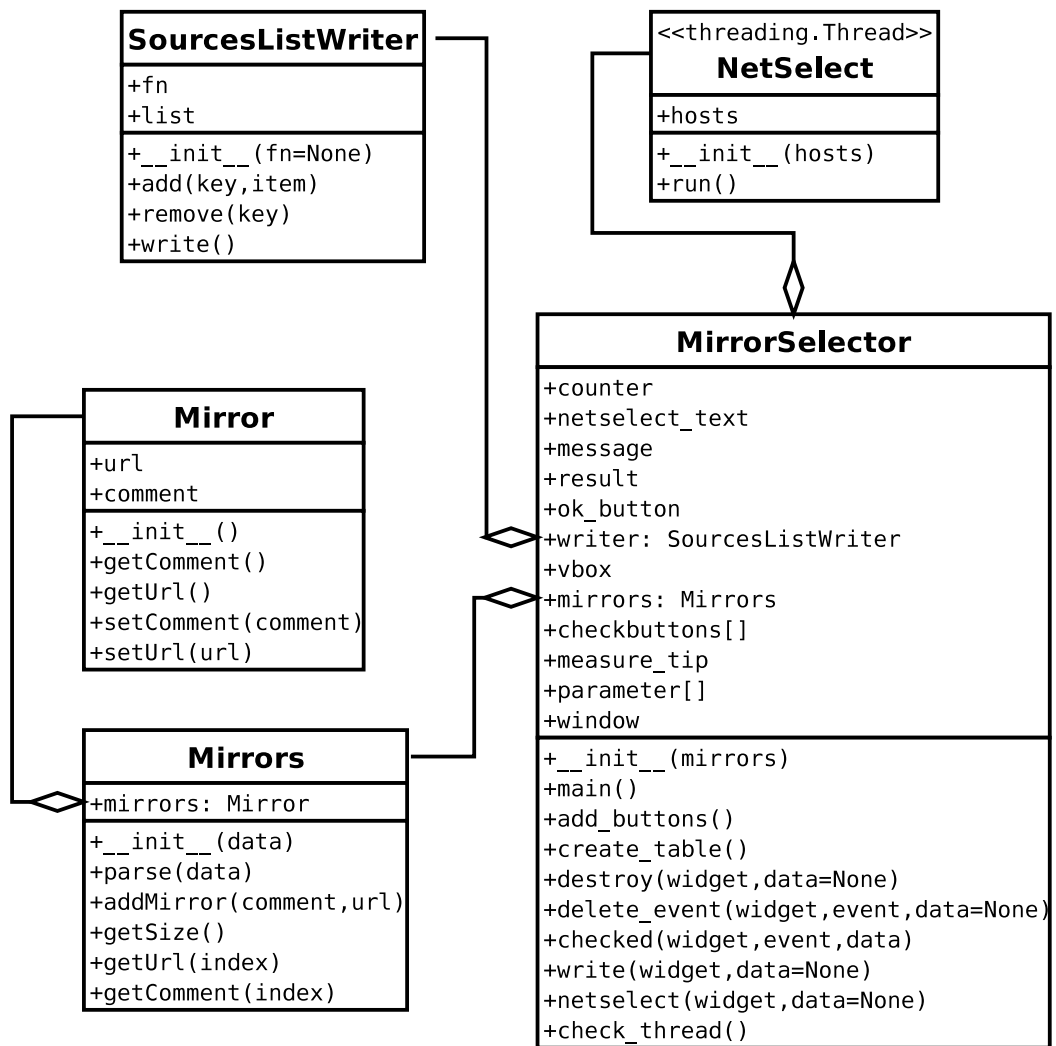 SourcesListWriter
+fn
+list
+__init__(fn=None)
+add(key,item)
+remove(key)
+write()
<<threading.Thread>>
NetSelect
+hosts
+__init__(hosts)
+run()
Mirror
+url
+comment
+__init__()
+getComment()
+getUrl()
+setComment(comment)
+setUrl(url)
Mirrors
+mirrors: Mirror
+__init__(data)
+parse(data)
+addMirror(comment,url)
+getSize()
+getUrl(index)
+getComment(index)
MirrorSelector
+counter
+netselect_text
+message
+result
+ok_button
+writer: SourcesListWriter
+vbox
+mirrors: Mirrors
+checkbuttons[]
+measure_tip
+parameter[]
+window
+__init__(mirrors)
+main()
+add_buttons()
+create_table()
+destroy(widget,data=None)
+delete_event(widget,event,data=None)
+checked(widget,event,data)
+write(widget,data=None)
+netselect(widget,data=None)
+check_thread()